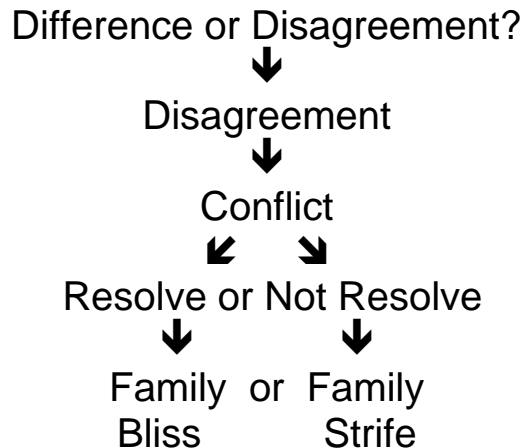 Difference or Disagreement?
Disagreement
Conflict
Resolve or Not Resolve
Family or Family
Bliss Strife